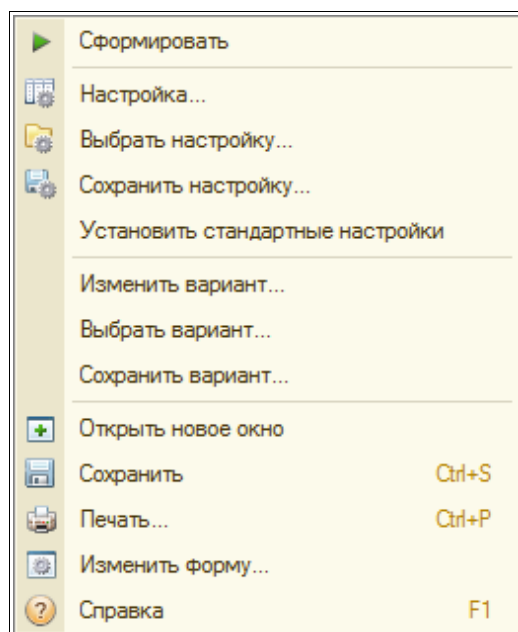 Сформировать
Настройка...
Выбрать настройку...
Сохранить настройку...
Установить стандартные настройки
Изменить вариант...
Выбрать вариант...
Сохранить вариант...
Открыть новое окно
Сохранить Ctrl+S
Печать... Ctrl+P
Изменить форму...
Справка F1